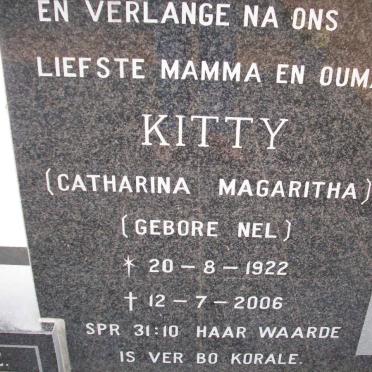 EN VERLANGE NA ONS
LIEFSTE MAMMA EN OUMA
KITTY
(CATHARINA MAGARITHA)
(GEBORE NEL)
* 20 - 8 - 1922
† 12 - 7 - 2006
SPR 31:10 HAAR WAARDE
IS VER BO KORALE.